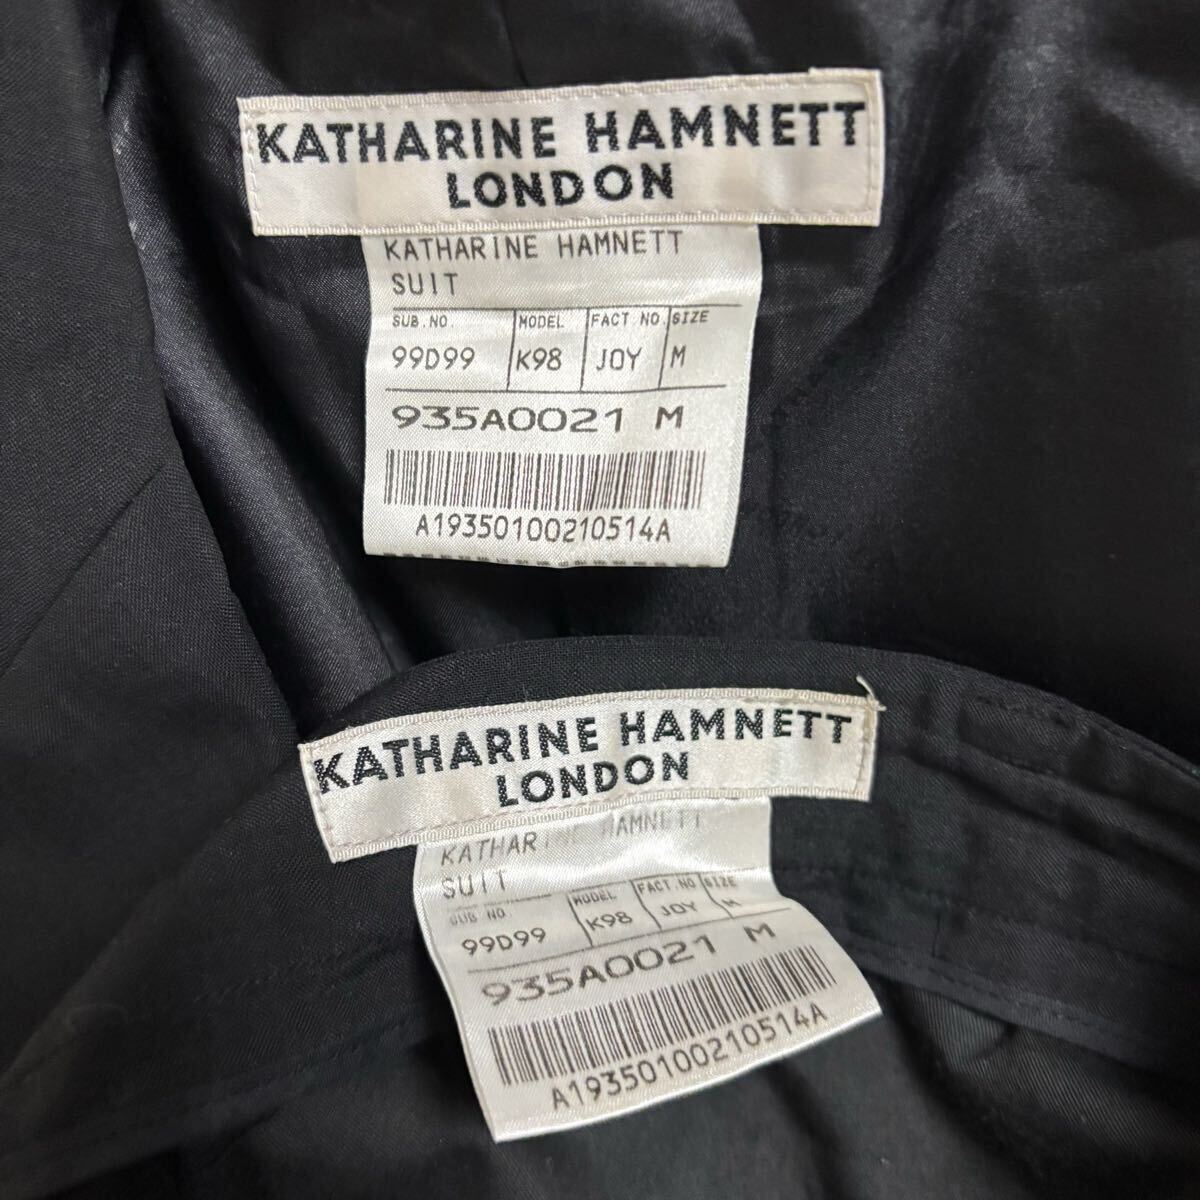 KATHARINE HAMNETT
LONDON
KATHARINE HAMNETT
SUIT
SUB.NO. MODEL FACT NO. SIZE
99D99 K98 JOY M
935A0021 M
A19350100210514A
KATHARINE HAMNETT
LONDON
KATHARINE HAMNETT
SUIT
SUB NO MODEL FACT.NO SIZE
99D99 K98 JOY M
935A0021 M
A19350100210514A